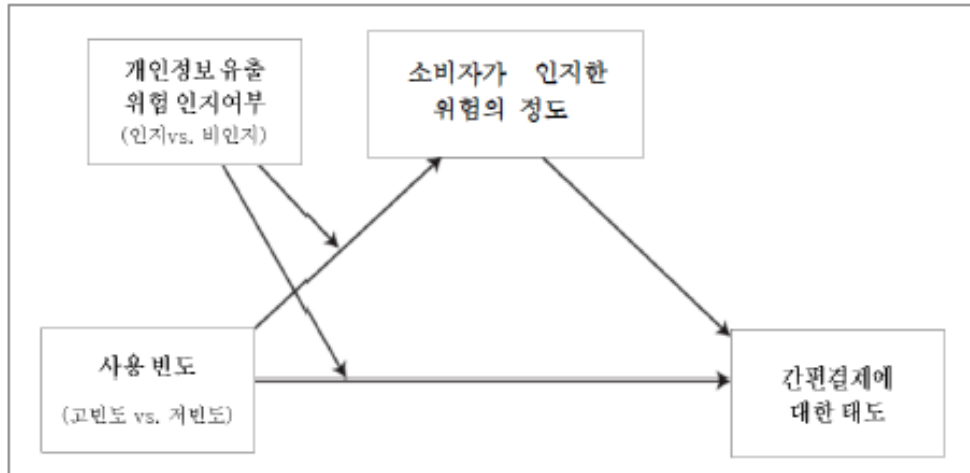 개인정보 유출
위험 인지여부
(인지vs. 비인지)
소비자가 인지한
위험의 정도
사용 빈도
(고빈도 vs. 저빈도)
간편결제에
대한 태도